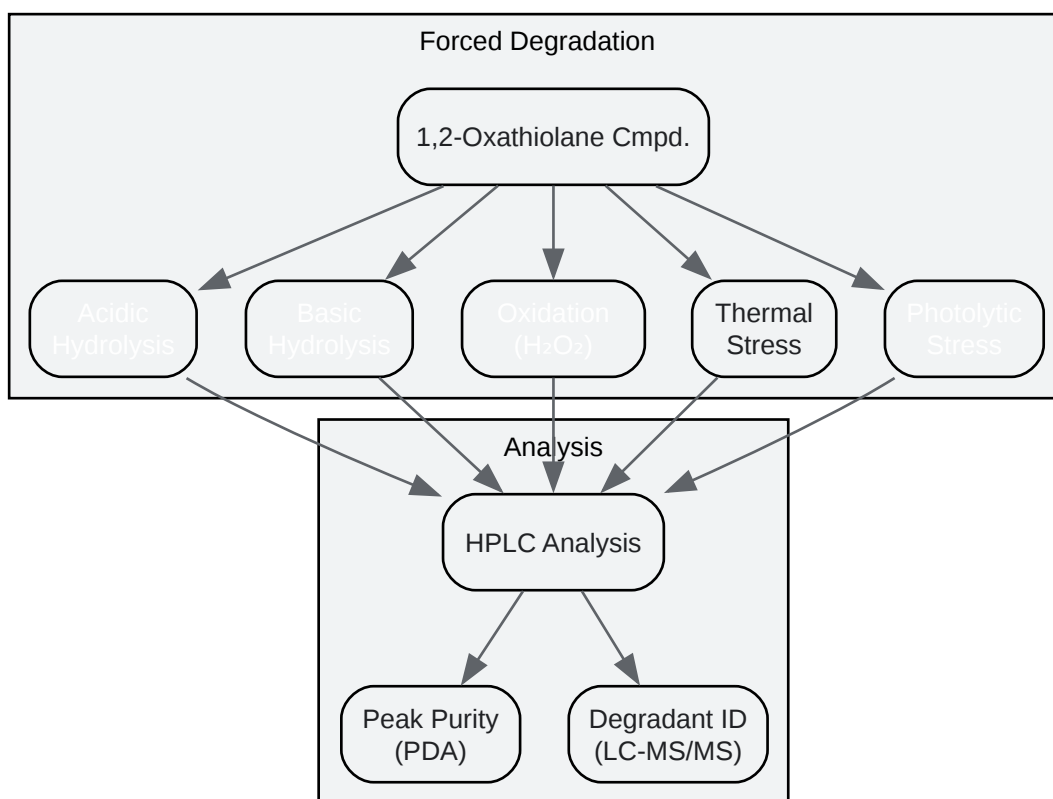 Forced Degradation
1,2-Oxathiolane Cmpd.
Acidic
Hydrolysis
Basic
Hydrolysis
Oxidation
(H₂O₂)
Thermal
Stress
Photolytic
Stress
Analysis
HPLC Analysis
Peak Purity
(PDA)
Degradant ID
(LC-MS/MS)